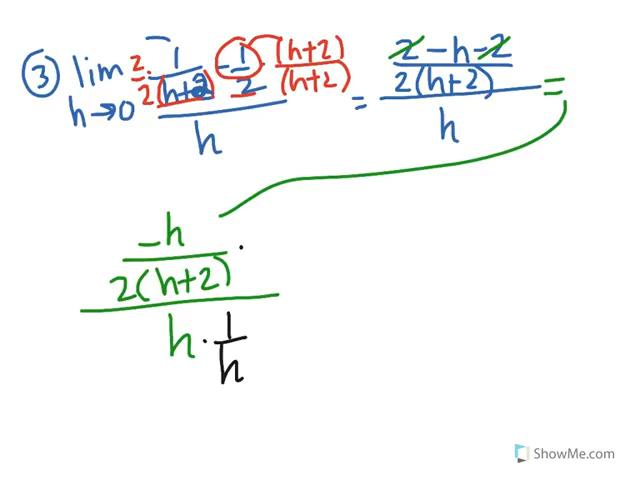 ③ lim h→0 (2/2 · 1/(h+2) - 1/2 · (h+2)/(h+2)) / h = ((2 - h - 2) / 2(h+2)) / h =
(-h / 2(h+2)) · / (h · 1/h)
ShowMe.com